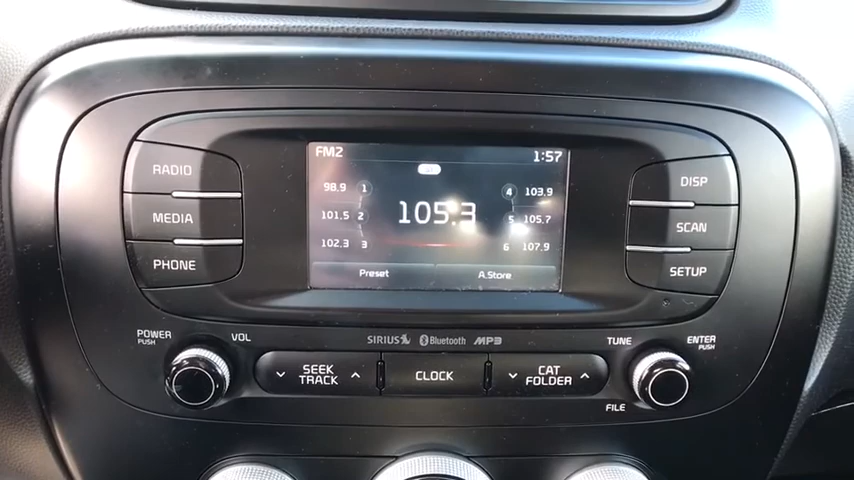 FM2
1:57
RADIO
MEDIA
PHONE
98.9 1
101.5 2
102.3 3
105.3
4 103.9
5 105.7
6 107.9
Preset
A.Store
DISP
SCAN
SETUP
POWER
PUSH
VOL
SIRIUS
Bluetooth
MP3
TUNE
ENTER
PUSH
SEEK
TRACK
CLOCK
CAT
FOLDER
FILE